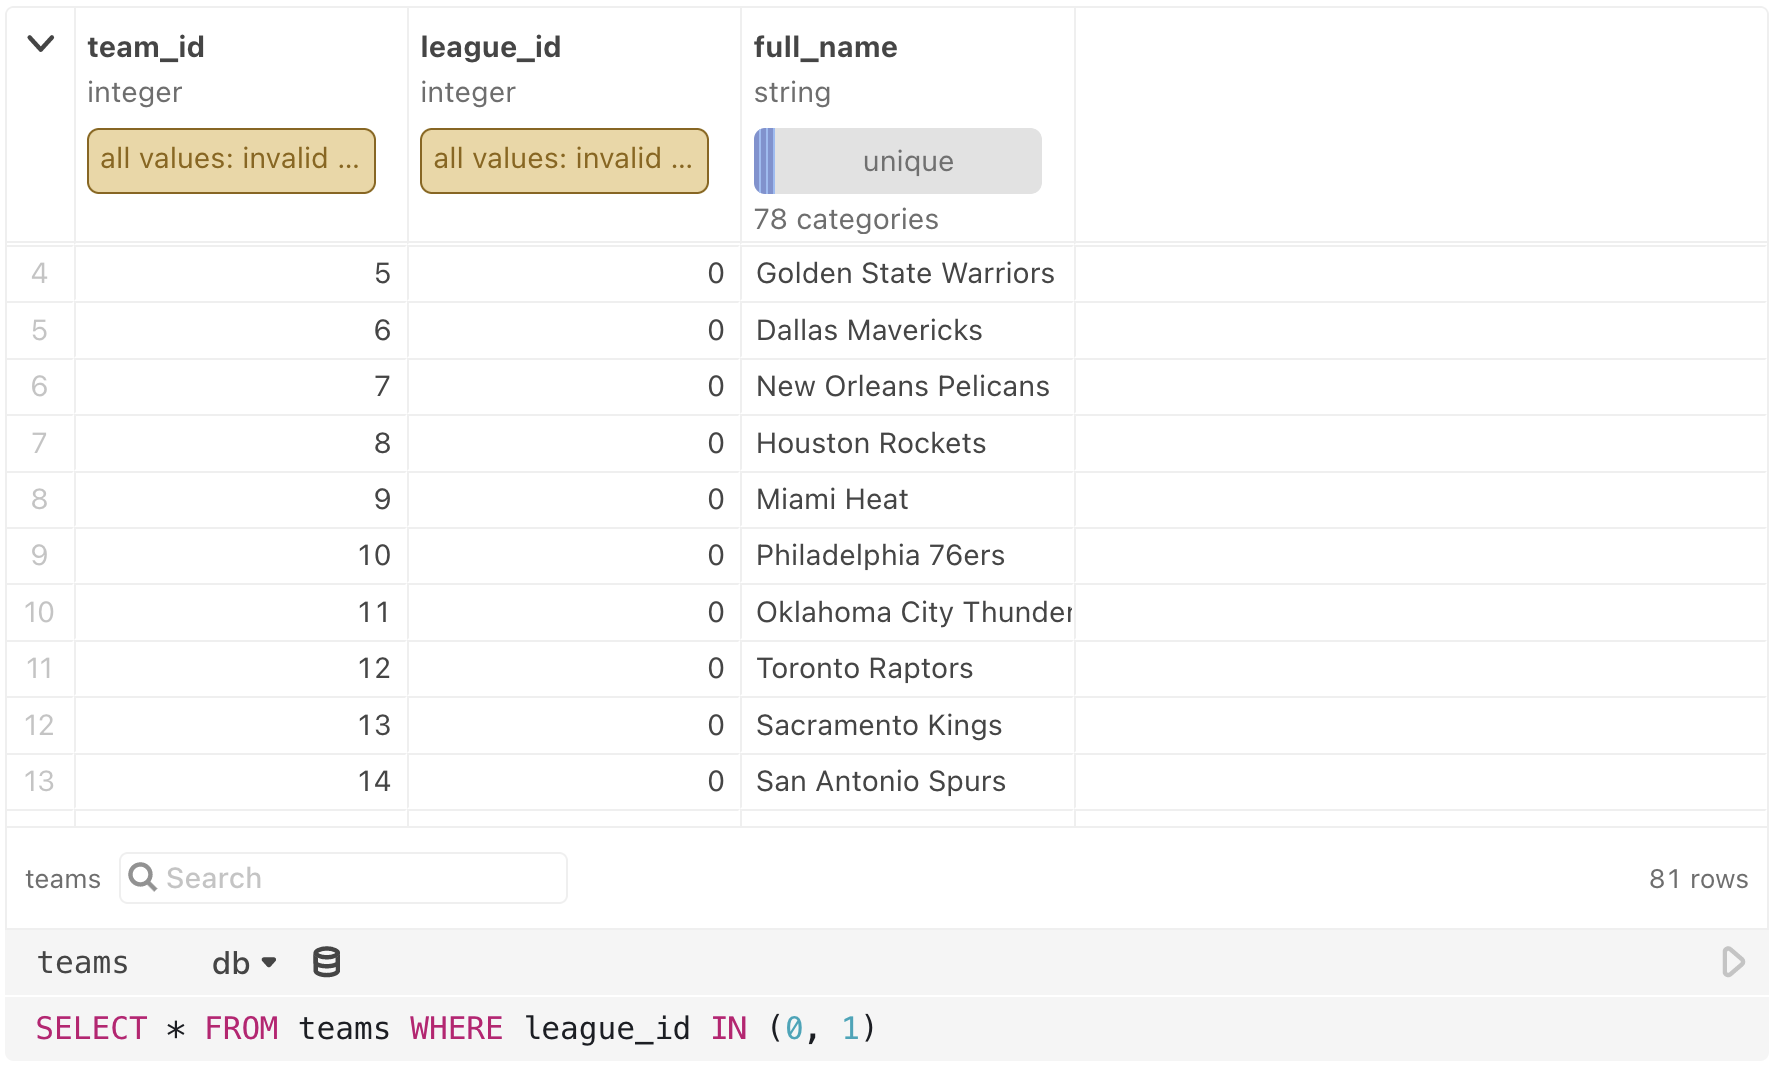 team_id league_id full_name
integer integer string
all values: invalid ... all values: invalid ... unique
78 categories
4 5 0 Golden State Warriors
5 6 0 Dallas Mavericks
6 7 0 New Orleans Pelicans
7 8 0 Houston Rockets
8 9 0 Miami Heat
9 10 0 Philadelphia 76ers
10 11 0 Oklahoma City Thunder
11 12 0 Toronto Raptors
12 13 0 Sacramento Kings
13 14 0 San Antonio Spurs
teams Search 81 rows
teams db
SELECT * FROM teams WHERE league_id IN (0, 1)